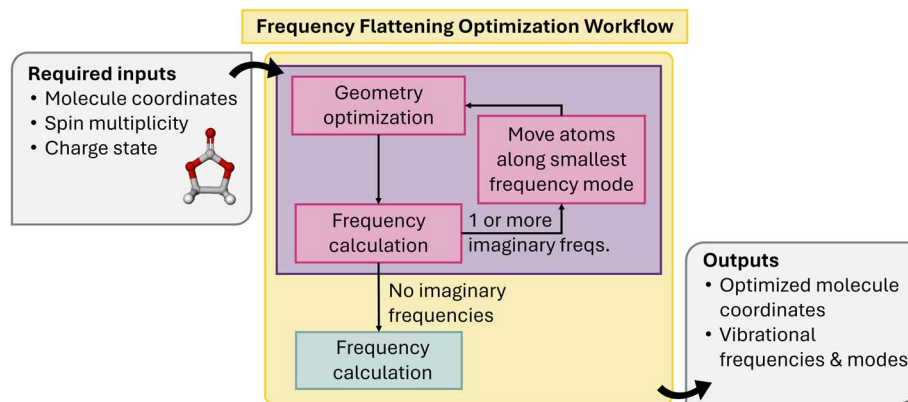 Frequency Flattening Optimization Workflow
Required inputs
• Molecule coordinates
• Spin multiplicity
• Charge state
Geometry
optimization
Move atoms
along smallest
frequency mode
Frequency
calculation
1 or more
imaginary freqs.
No imaginary
frequencies
Frequency
calculation
Outputs
• Optimized molecule
coordinates
• Vibrational
frequencies & modes